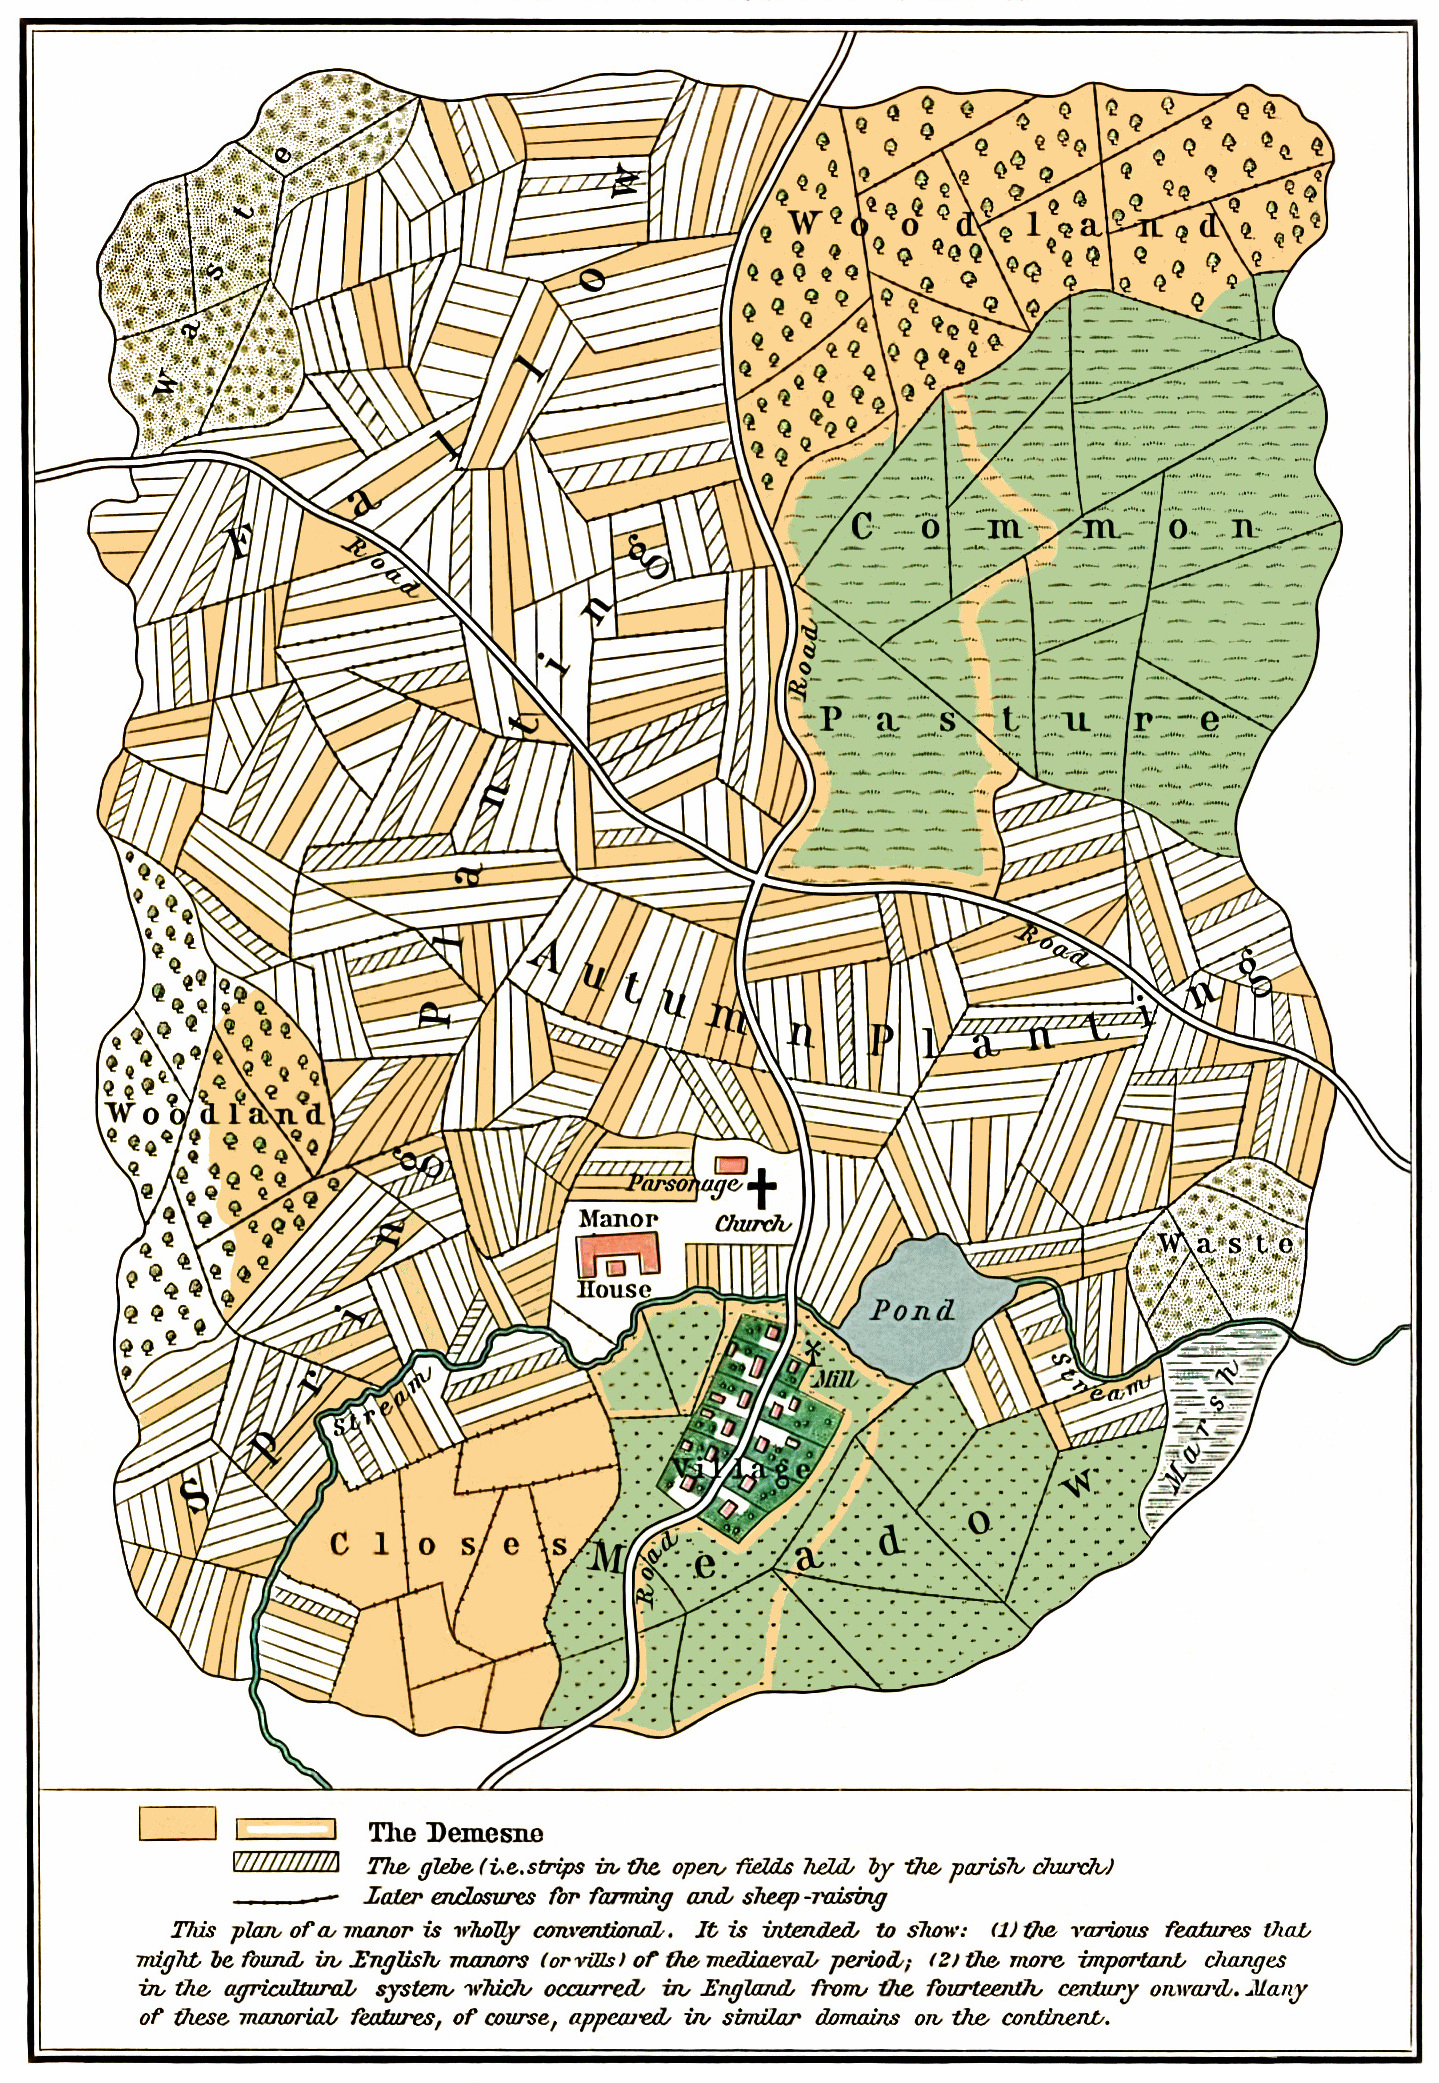 Waste
Woodland
Fallow
Common
Pasture
Road
Road
Spring Planting
Autumn Planting
Road
Woodland
Parsonage
Church
Manor
House
Waste
Pond
Mill
Stream
Stream
Marsh
Village
Closes
Meadow
Road
The Demesne
The glebe (i.e. strips in the open fields held by the parish church)
Later enclosures for farming and sheep-raising
This plan of a manor is wholly conventional. It is intended to show: (1) the various features that
might be found in English manors (or vills) of the mediaeval period; (2) the more important changes
in the agricultural system which occurred in England from the fourteenth century onward. Many
of these manorial features, of course, appeared in similar domains on the continent.